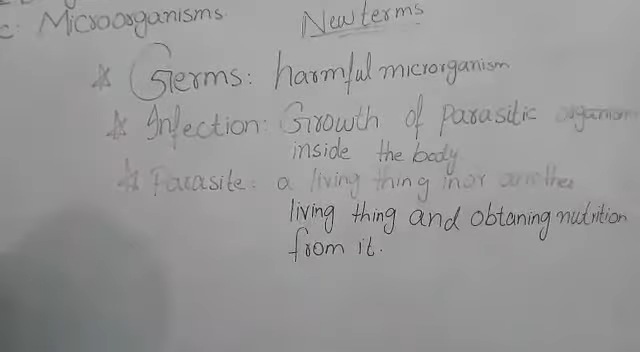 c. Microorganisms.
New terms
* Germs: harmful microrganism
* Infection: Growth of parasitic organism
inside the body
* Parasite: a living thing in or another
living thing and obtaning nutrition
from it.